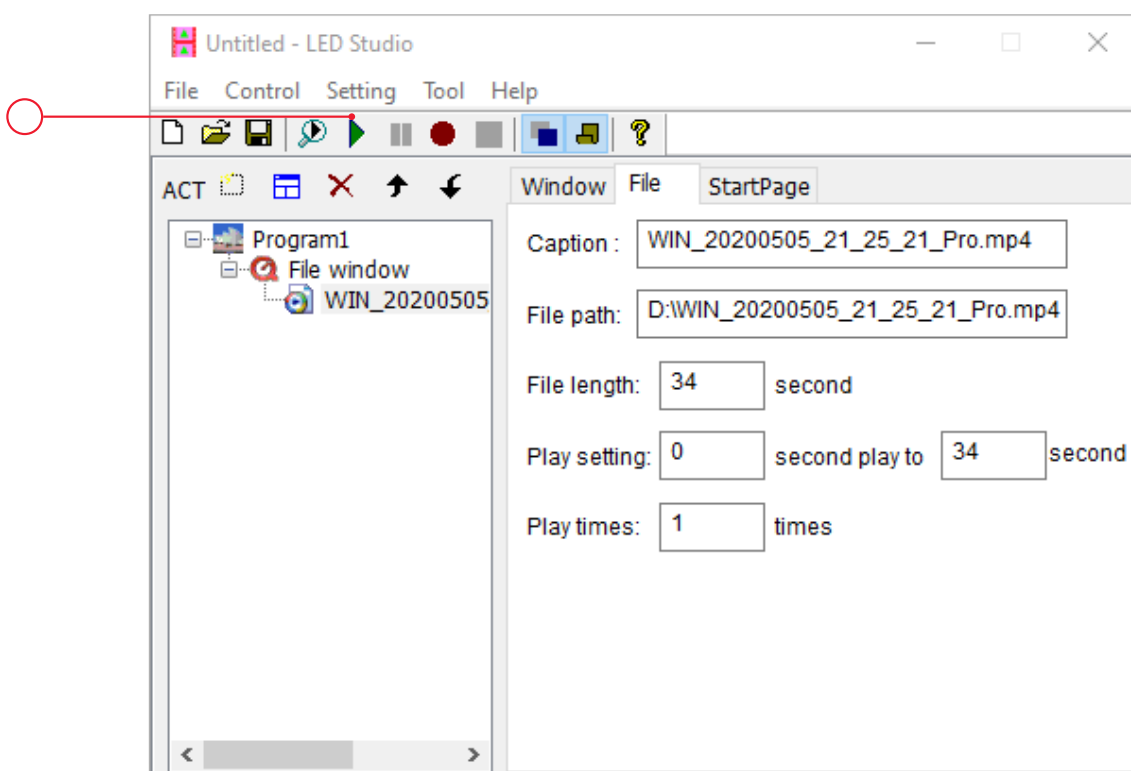 Untitled - LED Studio
File Control Setting Tool Help
ACT
Window File StartPage
Program1
File window
WIN_20200505
Caption : WIN_20200505_21_25_21_Pro.mp4
File path: D:\WIN_20200505_21_25_21_Pro.mp4
File length: 34 second
Play setting: 0 second play to 34 second
Play times: 1 times